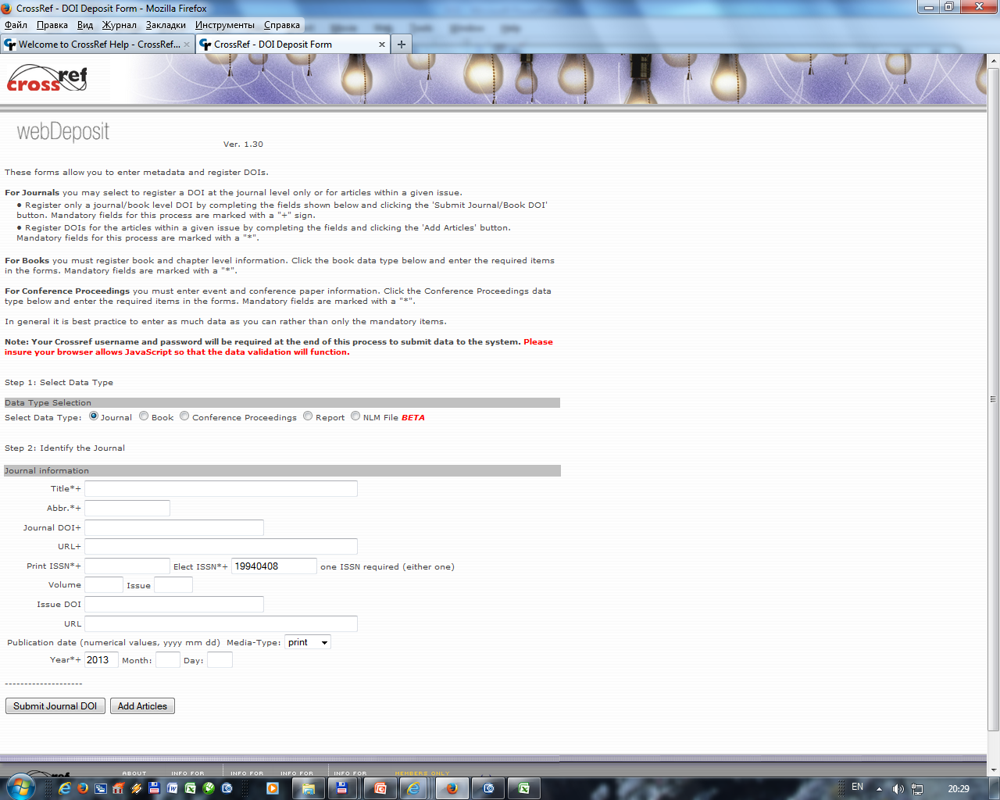 CrossRef - DOI Deposit Form - Mozilla Firefox
Файл Правка Вид Журнал Закладки Инструменты Справка
Welcome to CrossRef Help - CrossRef... × CrossRef - DOI Deposit Form × +
crossref
webDeposit
Ver. 1.30
These forms allow you to enter metadata and register DOIs.
For Journals you may select to register a DOI at the journal level only or for articles within a given issue.
• Register only a journal/book level DOI by completing the fields shown below and clicking the 'Submit Journal/Book DOI'
button. Mandatory fields for this process are marked with a "+" sign.
• Register DOIs for the articles within a given issue by completing the fields and clicking the 'Add Articles' button.
Mandatory fields for this process are marked with a "*".
For Books you must register book and chapter level information. Click the book data type below and enter the required items
in the forms. Mandatory fields are marked with a "*".
For Conference Proceedings you must enter event and conference paper information. Click the Conference Proceedings data
type below and enter the required items in the forms. Mandatory fields are marked with a "*".
In general it is best practice to enter as much data as you can rather than only the mandatory items.
Note: Your Crossref username and password will be required at the end of this process to submit data to the system. Please
insure your browser allows JavaScript so that the data validation will function.
Step 1: Select Data Type
Data Type Selection
Select Data Type: Journal Book Conference Proceedings Report NLM File BETA
Step 2: Identify the Journal
Journal information
Title*+
Abbr.*+
Journal DOI+
URL+
Print ISSN*+ Elect ISSN*+ 19940408 one ISSN required (either one)
Volume Issue
Issue DOI
URL
Publication date (numerical values, yyyy mm dd) Media-Type: print
Year*+ 2013 Month: Day:
--------------------
Submit Journal DOI Add Articles
ABOUT INFO FOR INFO FOR INFO FOR INFO FOR MEMBERS ONLY
EN 20:29